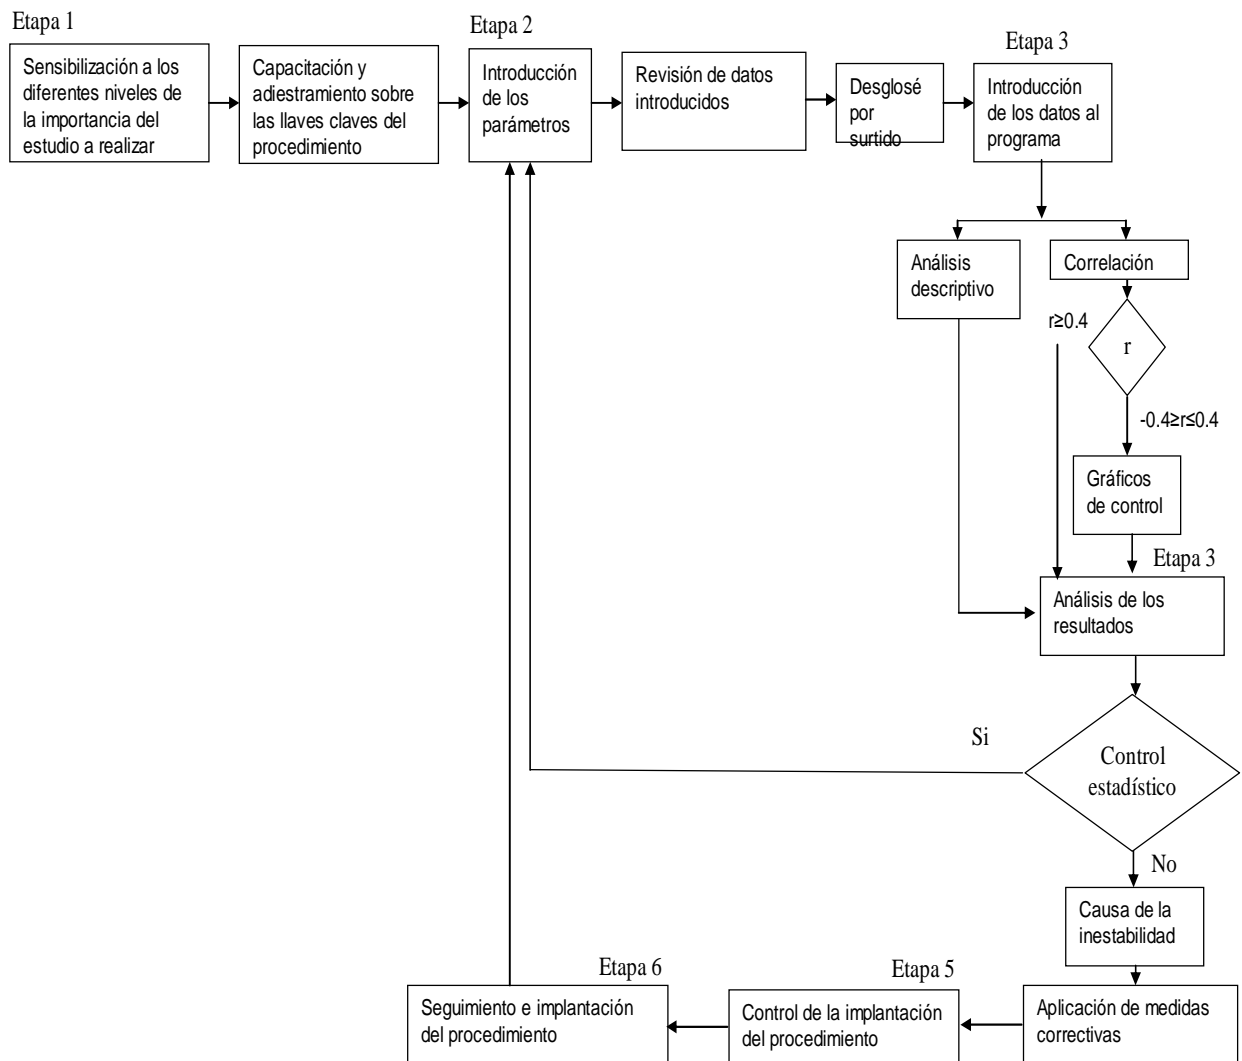 Etapa 1
Sensibilización a los
diferentes niveles de
la importancia del
estudio a realizar
Capacitación y
adiestramiento sobre
las llaves claves del
procedimiento
Etapa 2
Introducción
de los
parámetros
Revisión de datos
introducidos
Desglosé
por
surtido
Etapa 3
Introducción
de los datos al
programa
Análisis
descriptivo
Correlación
r≥0.4
r
-0.4≥r≤0.4
Gráficos
de control
Etapa 3
Análisis de los
resultados
Si
Control
estadístico
No
Causa de la
inestabilidad
Aplicación de medidas
correctivas
Etapa 5
Control de la implantación
del procedimiento
Etapa 6
Seguimiento e implantación
del procedimiento